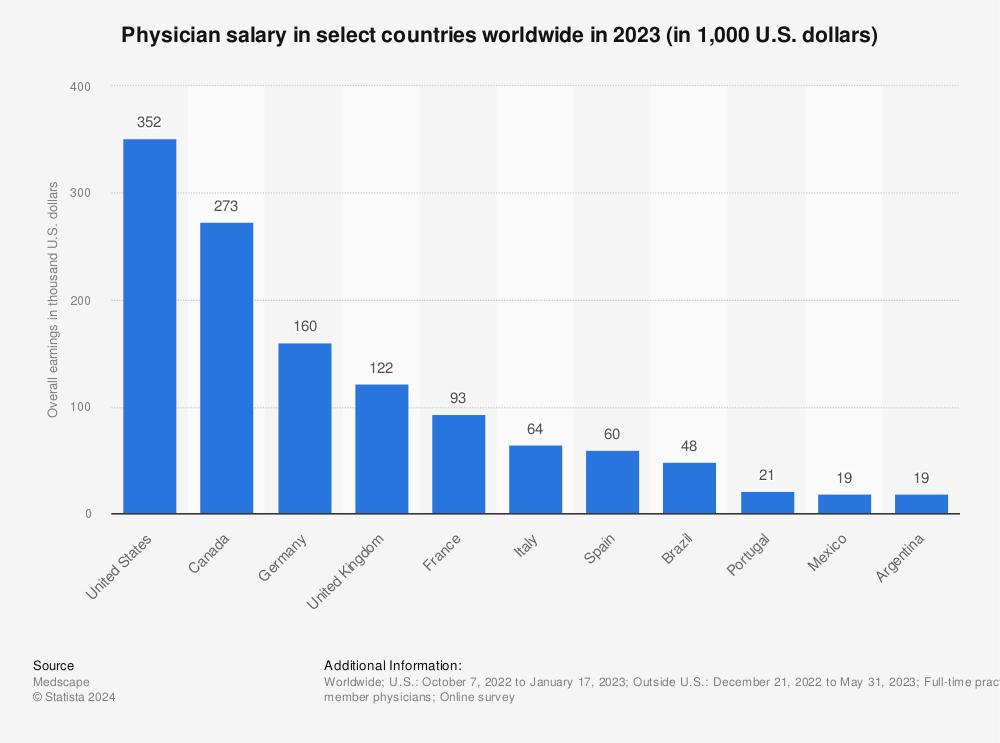 Physician salary in select countries worldwide in 2023 (in 1,000 U.S. dollars)
Overall earnings in thousand U.S. dollars
400
300
200
100
0
352
273
160
122
93
64
60
48
21
19
19
United States
Canada
Germany
United Kingdom
France
Italy
Spain
Brazil
Portugal
Mexico
Argentina
Source
Medscape
© Statista 2024
Additional Information:
Worldwide; U.S.: October 7, 2022 to January 17, 2023; Outside U.S.: December 21, 2022 to May 31, 2023; Full-time
member physicians; Online survey